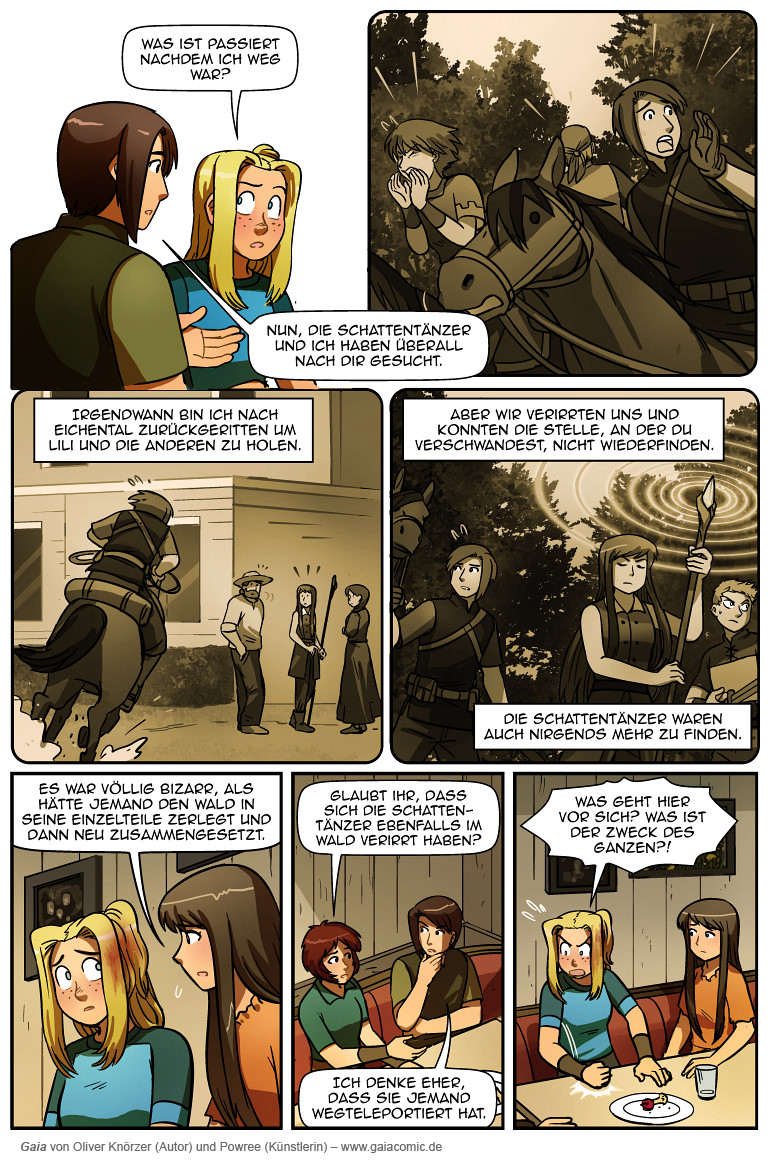 WAS IST PASSIERT
NACHDEM ICH WEG
WAR?
NUN, DIE SCHATTENTÄNZER
UND ICH HABEN ÜBERALL
NACH DIR GESUCHT.
IRGENDWANN BIN ICH NACH
EICHENTAL ZURÜCKGERITTEN UM
LILI UND DIE ANDEREN ZU HOLEN.
ABER WIR VERIRRTEN UNS UND
KONNTEN DIE STELLE, AN DER DU
VERSCHWANDEST, NICHT WIEDERFINDEN.
DIE SCHATTENTÄNZER WAREN
AUCH NIRGENDS MEHR ZU FINDEN.
ES WAR VÖLLIG BIZARR, ALS
HÄTTE JEMAND DEN WALD IN
SEINE EINZELTEILE ZERLEGT UND
DANN NEU ZUSAMMENGESETZT.
GLAUBT IHR, DASS
SICH DIE SCHATTEN-
TÄNZER EBENFALLS IM
WALD VERIRRT HABEN?
ICH DENKE EHER,
DASS SIE JEMAND
WEGTELEPORTIERT HAT.
WAS GEHT HIER
VOR SICH? WAS IST
DER ZWECK DES
GANZEN?!
Gaia von Oliver Knörzer (Autor) und Powree (Künstlerin) – www.gaiacomic.de